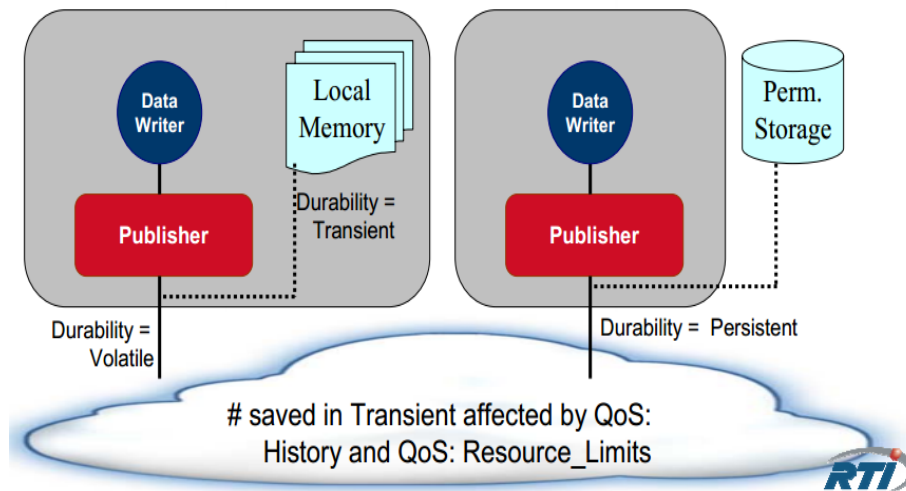 Data
Writer
Local
Memory
Durability =
Transient
Publisher
Durability =
Volatile
Data
Writer
Perm.
Storage
Publisher
Durability = Persistent
# saved in Transient affected by QoS:
History and QoS: Resource_Limits
RTI